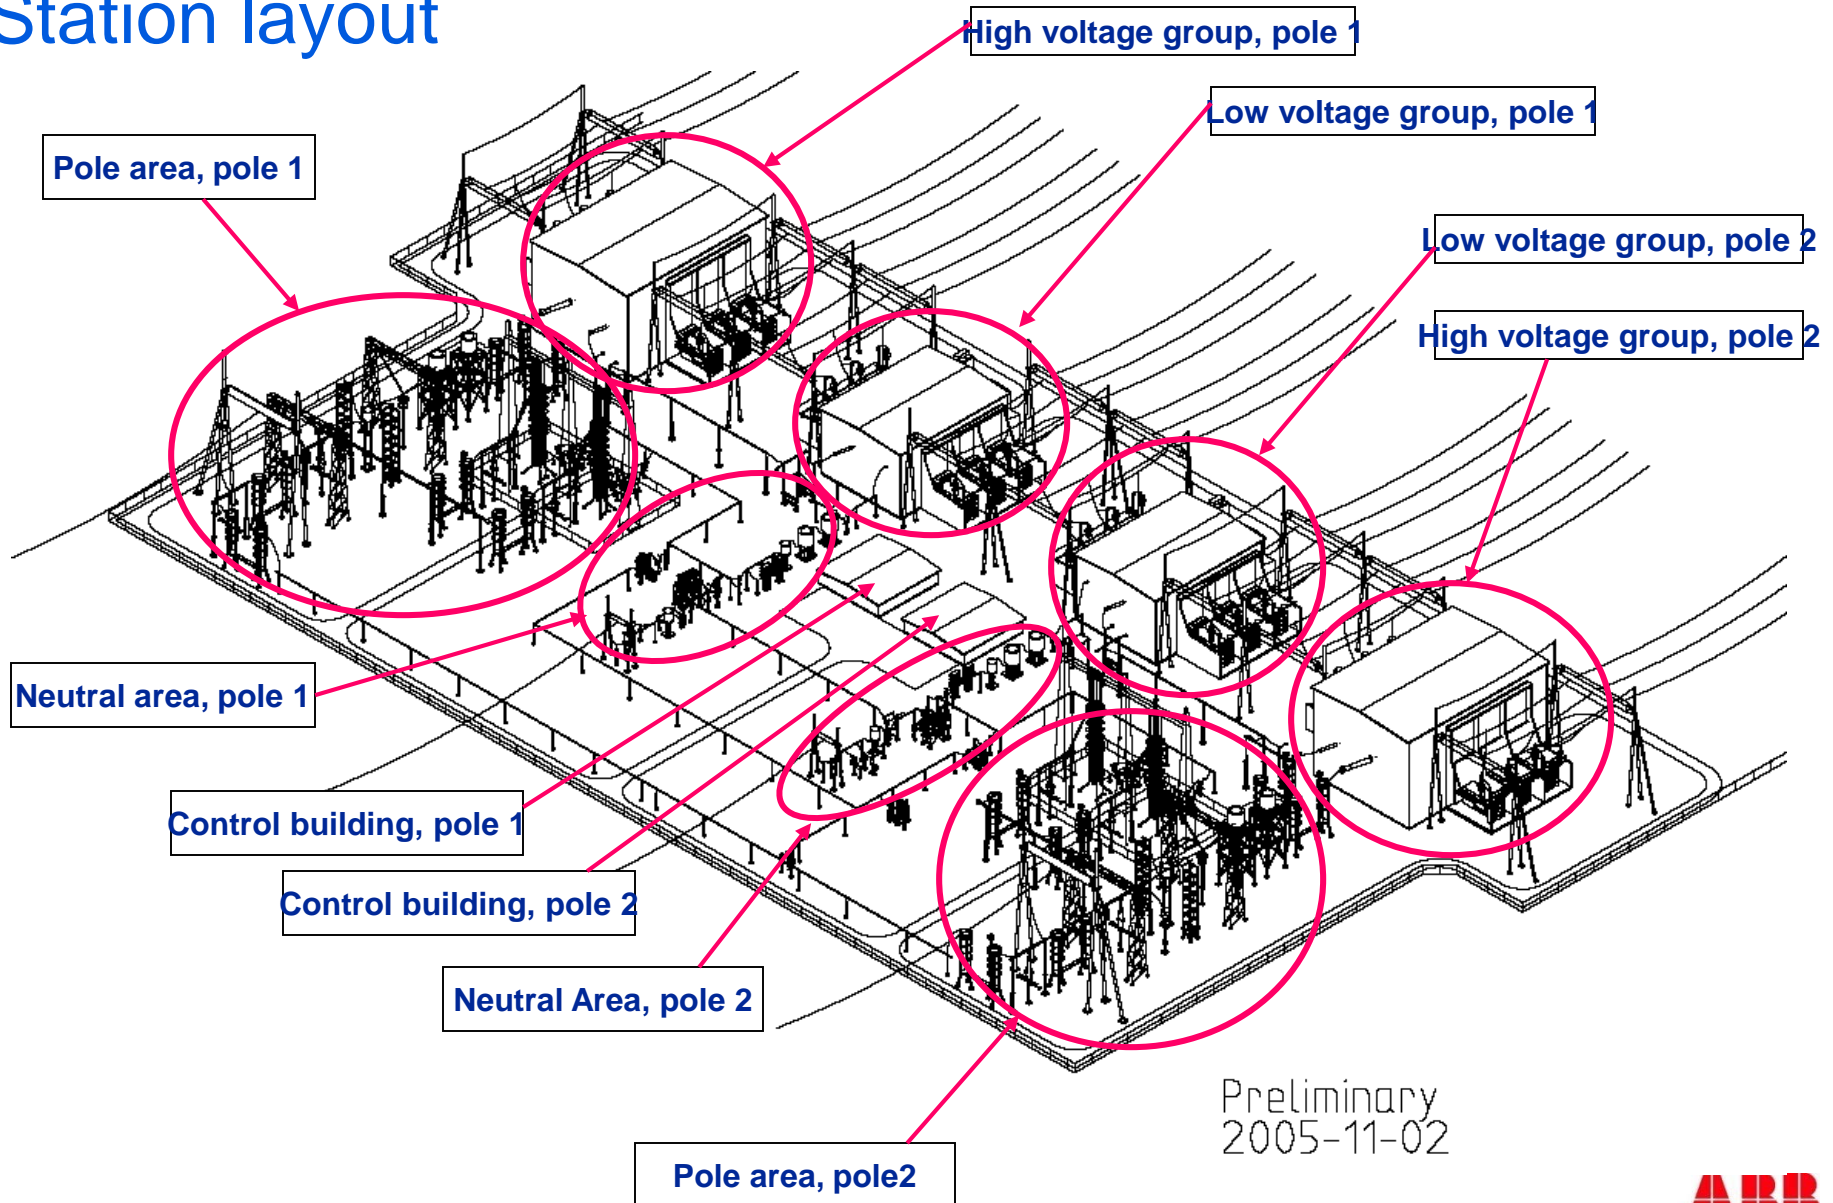 Station layout
High voltage group, pole 1
Low voltage group, pole 1
Pole area, pole 1
Low voltage group, pole 2
High voltage group, pole 2
Neutral area, pole 1
Control building, pole 1
Control building, pole 2
Neutral Area, pole 2
Preliminary
2005-11-02
Pole area, pole2
ABB